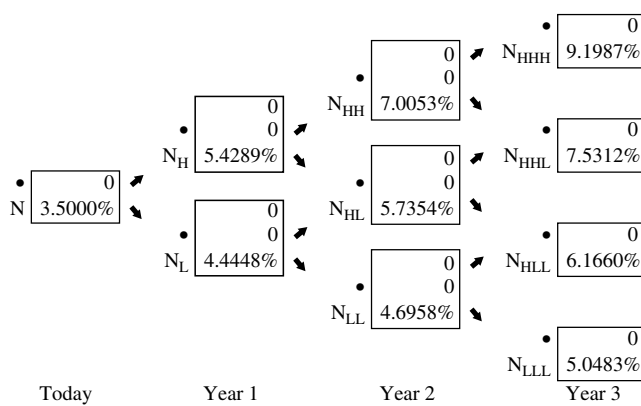 0
N_HHH 9.1987%
0
0
N_HH 7.0053%
0
0
N_H 5.4289%
0
N_HHL 7.5312%
0
N 3.5000%
0
0
N_HL 5.7354%
0
0
N_L 4.4448%
0
N_HLL 6.1660%
0
0
N_LL 4.6958%
0
N_LLL 5.0483%
Today Year 1 Year 2 Year 3